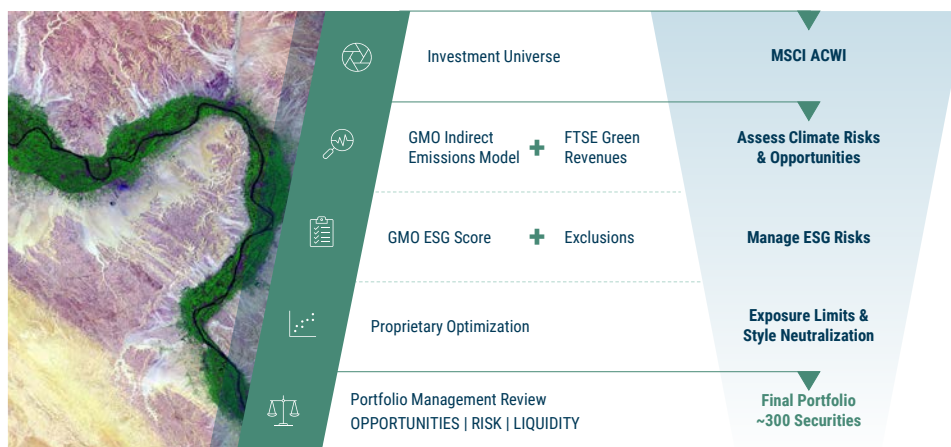 Investment Universe
MSCI ACWI
GMO Indirect
Emissions Model
+
FTSE Green
Revenues
Assess Climate Risks
& Opportunities
GMO ESG Score
+
Exclusions
Manage ESG Risks
Proprietary Optimization
Exposure Limits &
Style Neutralization
Portfolio Management Review
OPPORTUNITIES | RISK | LIQUIDITY
Final Portfolio
~300 Securities